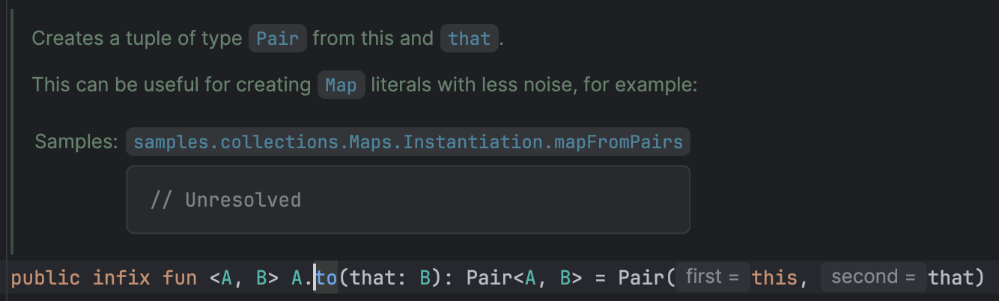 Creates a tuple of type Pair from this and that.
This can be useful for creating Map literals with less noise, for example:
Samples: samples.collections.Maps.Instantiation.mapFromPairs
// Unresolved
public infix fun <A, B> A.to(that: B): Pair<A, B> = Pair( first = this, second = that)